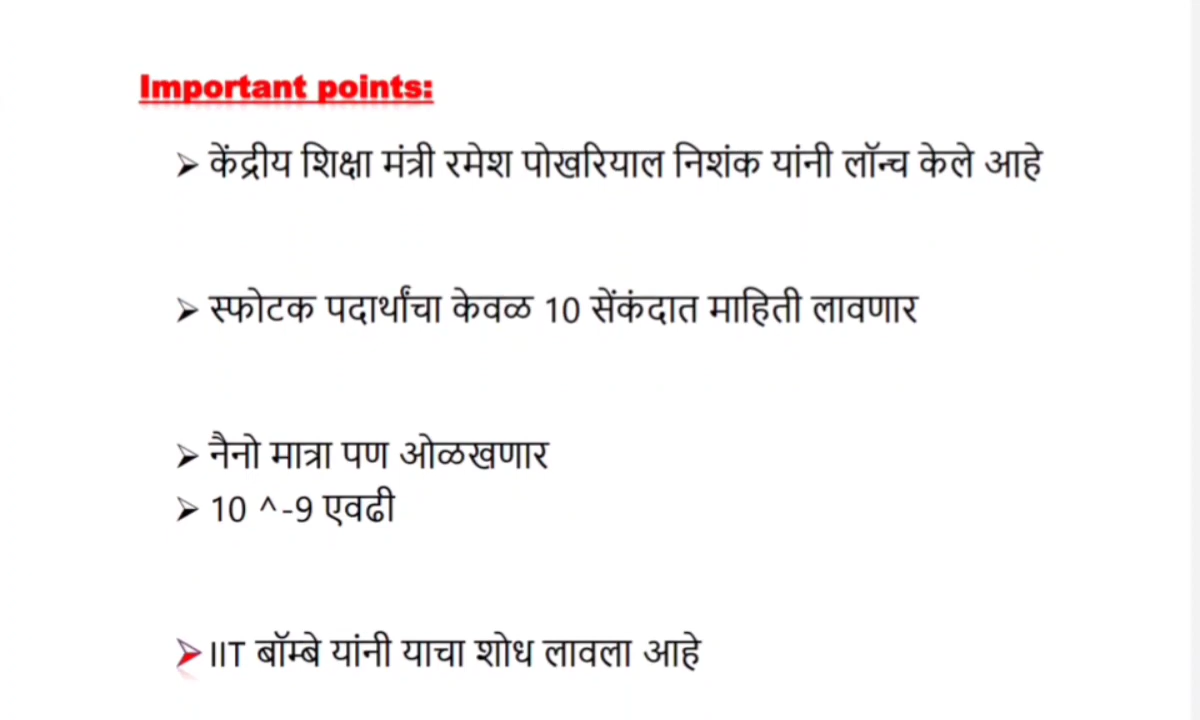 Important points:
➢ केंद्रीय शिक्षा मंत्री रमेश पोखरियाल निशंक यांनी लॉन्च केले आहे
➢ स्फोटक पदार्थांचा केवळ 10 सेंकंदात माहिती लावणार
➢ नैनो मात्रा पण ओळखणार
➢ 10 ^-9 एवढी
➢ IIT बॉम्बे यांनी याचा शोध लावला आहे